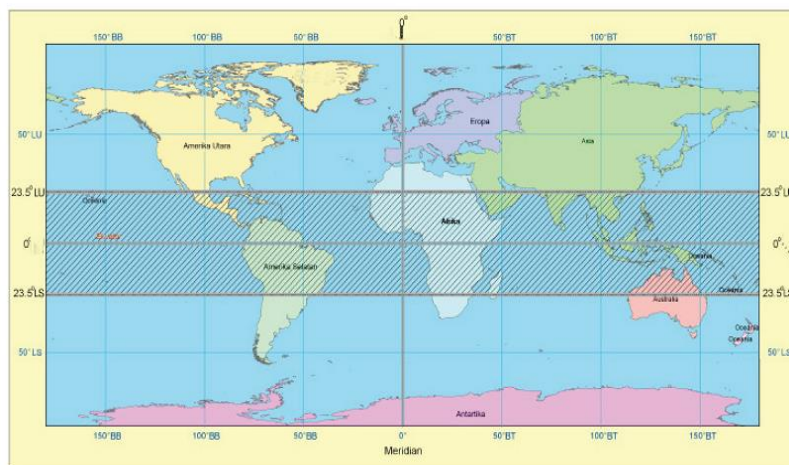 0°
150°BB 100°BB 50°BB 50°BT 100°BT 150°BT
Eropa
50°LU Amerika Utara Asia 50°LU
23.5°LU Oceania 23.5°LU
Afrika
0° Oceania 0°
Amerika Selatan
23.5°LS Oceania 23.5°LS
Australia
Oceania
Oceania
50°LS 50°LS
Antartika
150°BB 100°BB 50°BB 0° 50°BT 100°BT 150°BT
Meridian